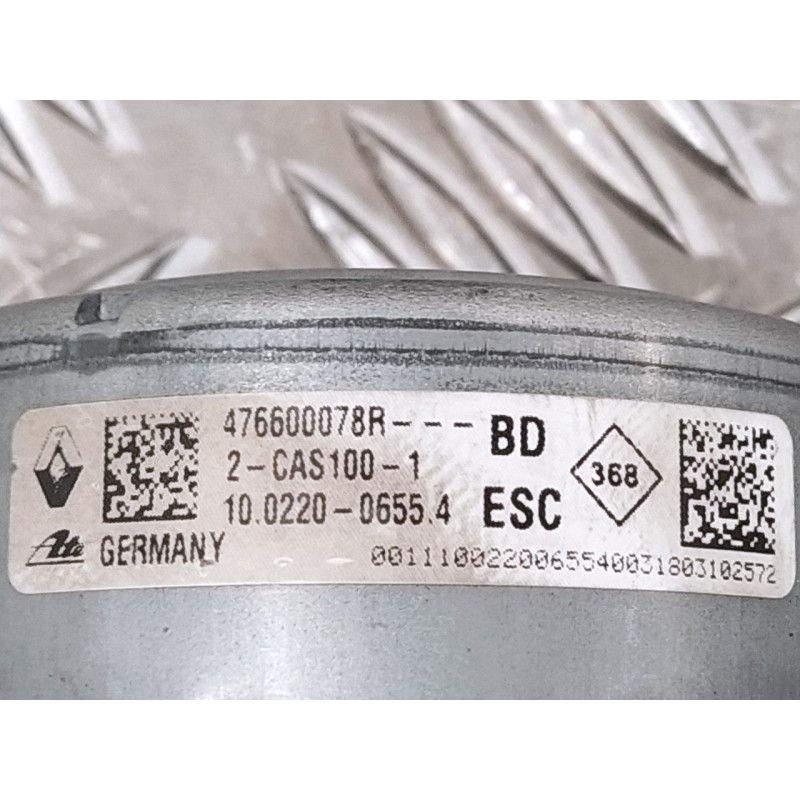 476600078R--- BD
2-CAS100-1
368
10.0220-0655.4 ESC
Ate GERMANY
0011100220065540031803102572